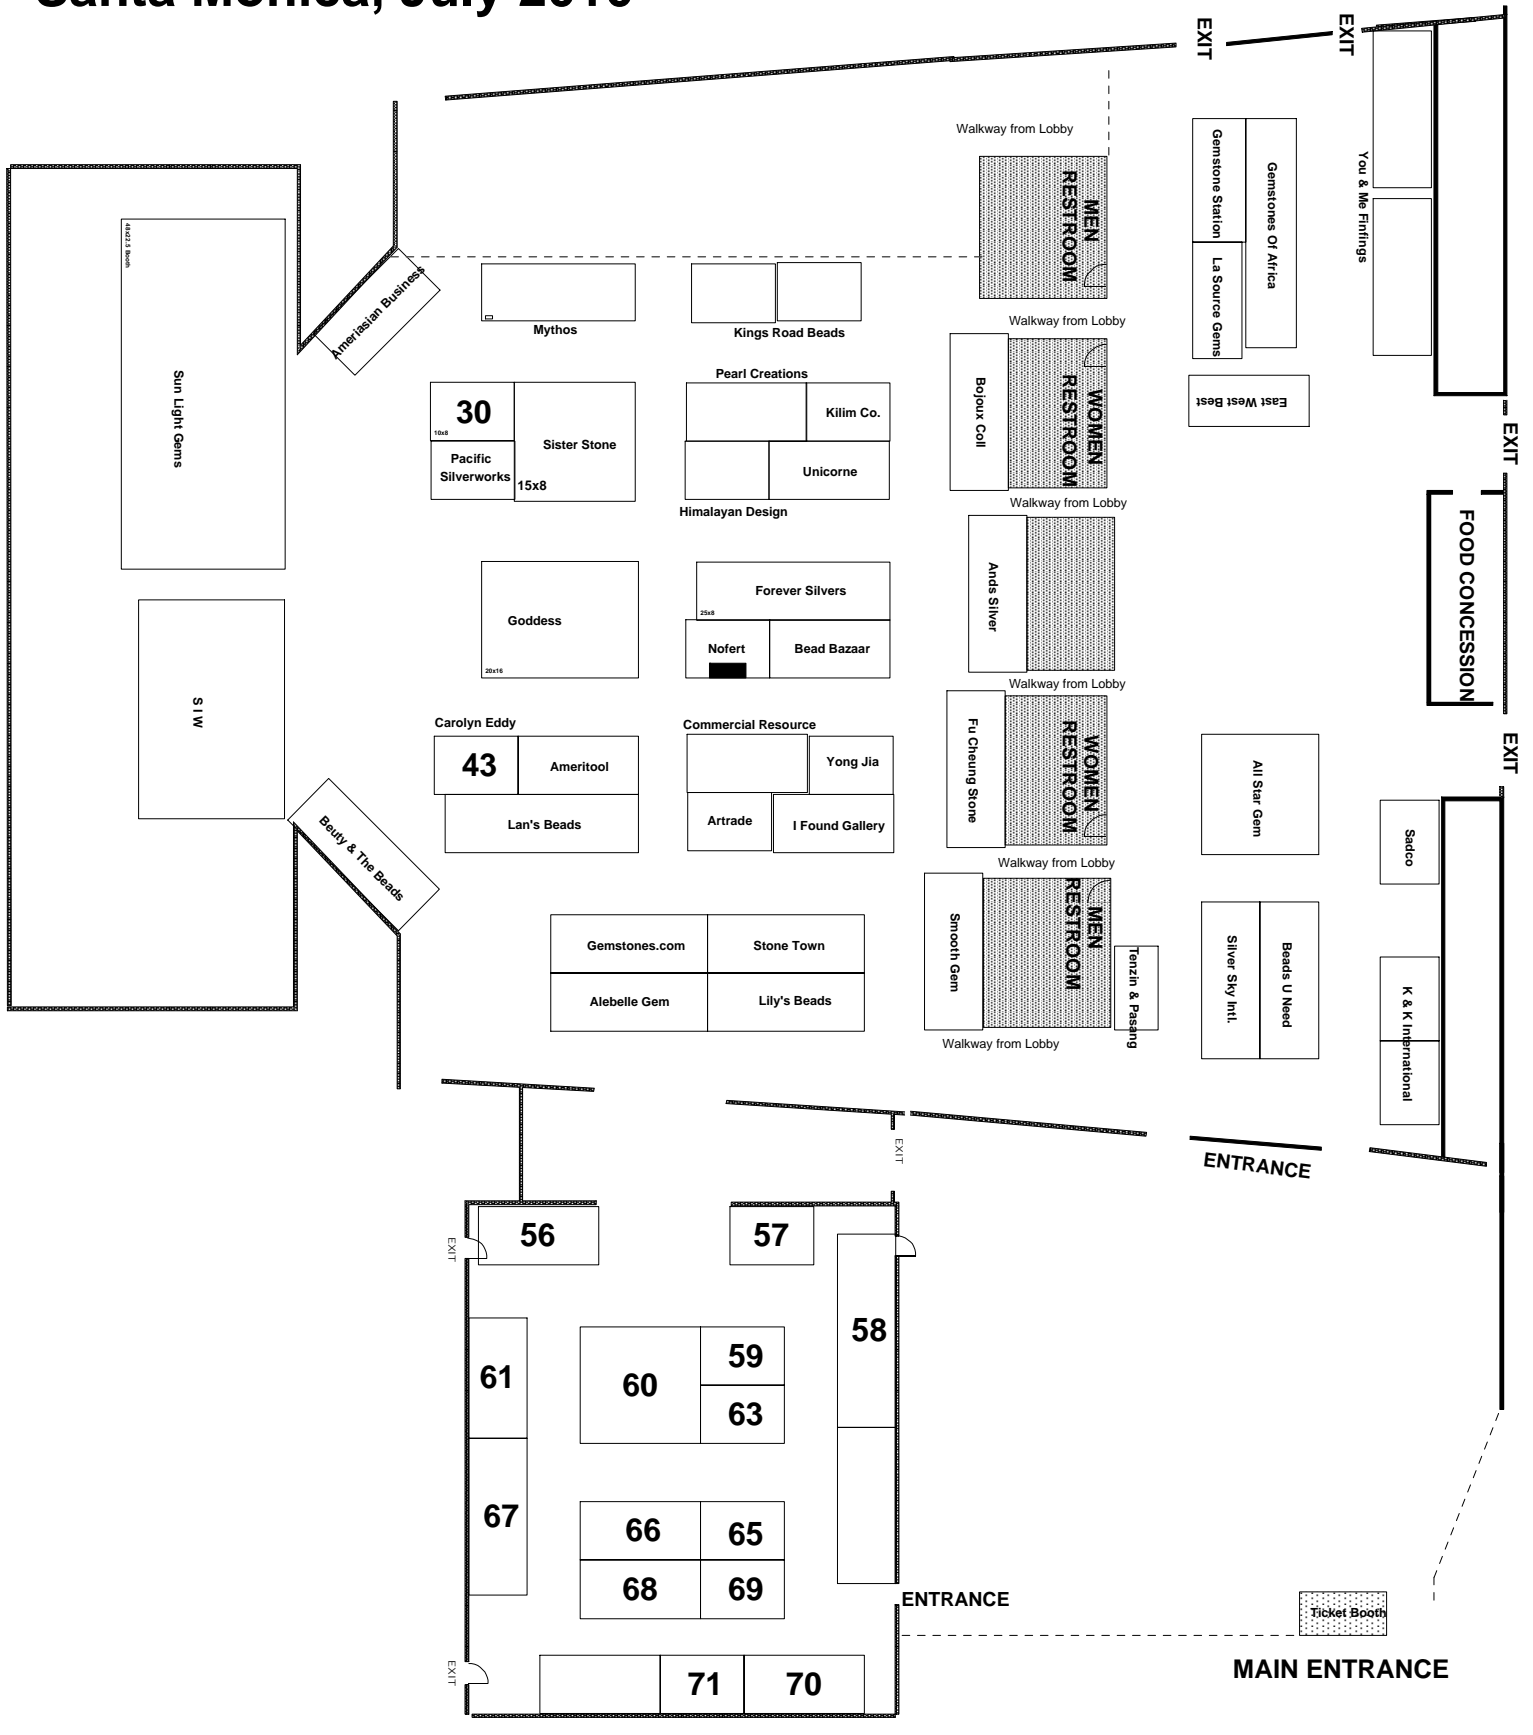 EXIT
EXIT
Walkway from Lobby
MEN
RESTROOM
Gemstone Station
Gemstones Of Africa
You & Me Finfings
La Source Gems
48x22.5 Booth
Ameriasian Business
Mythos
Kings Road Beads
Walkway from Lobby
Sun Light Gems
Pearl Creations
30
10x8
Sister Stone
Kilim Co.
Bojoux Coll
WOMEN
RESTROOM
East West Best
EXIT
Pacific
Silverworks
15x8
Unicorne
Himalayan Design
Walkway from Lobby
FOOD CONCESSION
Goddess
20x16
Forever Silvers
25x8
Nofert
Bead Bazaar
Ands Silver
Walkway from Lobby
S I W
Carolyn Eddy
Commercial Resource
43
Ameritool
Yong Jia
Fu Cheung Stone
WOMEN
RESTROOM
All Star Gem
EXIT
Lan's Beads
Artrade
I Found Gallery
Sadco
Beuty & The Beads
Walkway from Lobby
Gemstones.com
Stone Town
Smooth Gem
MEN
RESTROOM
Tenzin & Pasang
Silver Sky Intl.
Beads U Need
K & K International
Alebelle Gem
Lily's Beads
Walkway from Lobby
EXIT
ENTRANCE
56
57
EXIT
58
59
61
60
63
67
66
65
68
69
ENTRANCE
Ticket Booth
EXIT
71
70
MAIN ENTRANCE